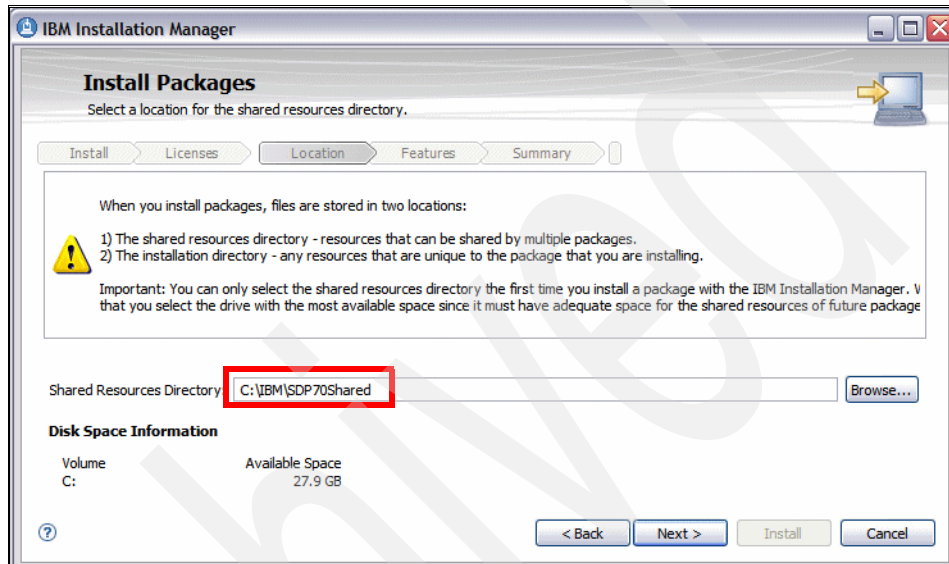 IBM Installation Manager
Install Packages
Select a location for the shared resources directory.
Install Licenses Location Features Summary
When you install packages, files are stored in two locations:
1) The shared resources directory - resources that can be shared by multiple packages.
2) The installation directory - any resources that are unique to the package that you are installing.
Important: You can only select the shared resources directory the first time you install a package with the IBM Installation Manager.
that you select the drive with the most available space since it must have adequate space for the shared resources of future package
Shared Resources Directory: C:\IBM\SDP70Shared Browse...
Disk Space Information
Volume Available Space
C: 27.9 GB
? < Back Next > Install Cancel